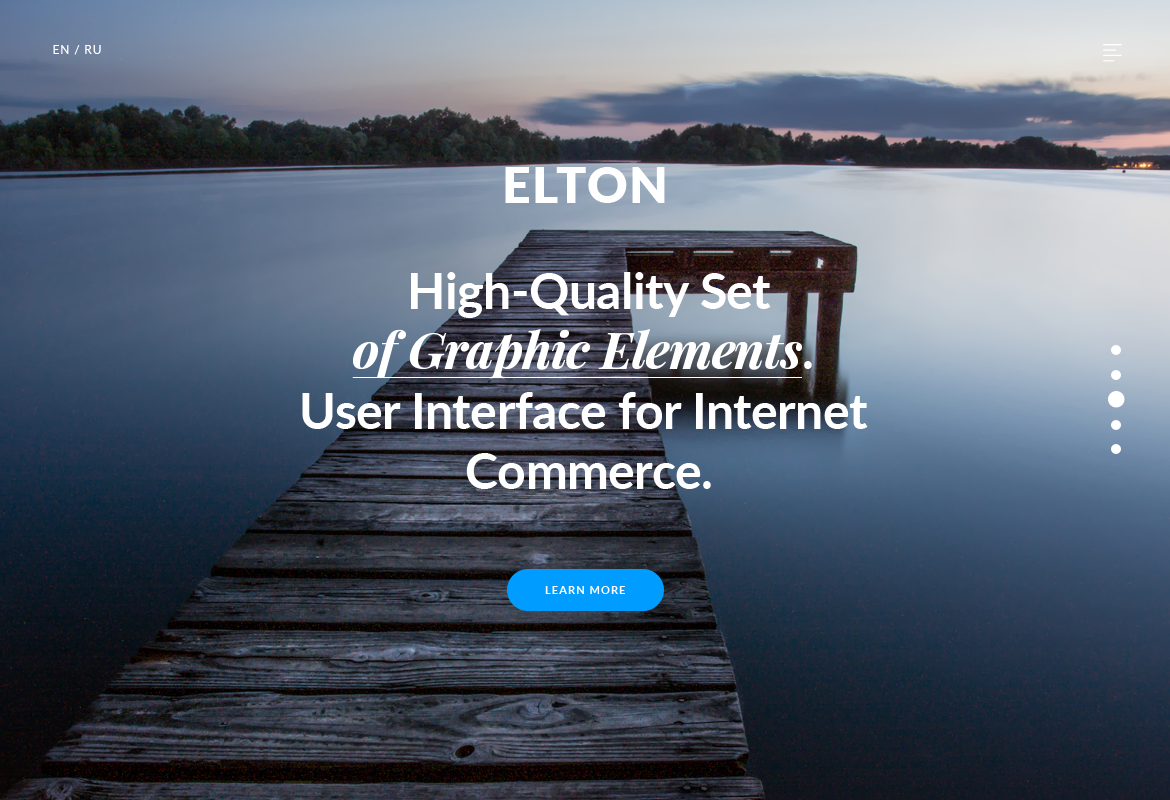 EN / RU
ELTON
High-Quality Set
of Graphic Elements.
User Interface for Internet
Commerce.
LEARN MORE